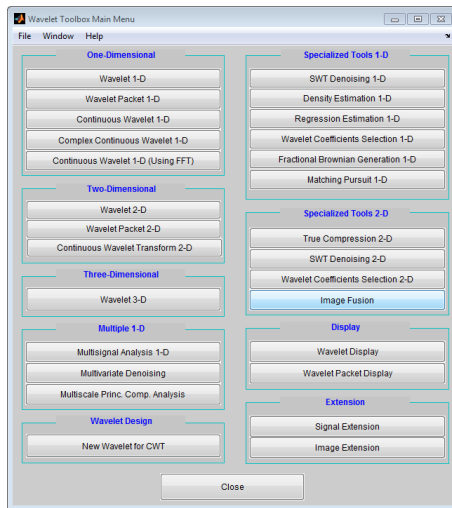 Wavelet Toolbox Main Menu
File Window Help
One-Dimensional
Wavelet 1-D
Wavelet Packet 1-D
Continuous Wavelet 1-D
Complex Continuous Wavelet 1-D
Continuous Wavelet 1-D (Using FFT)
Two-Dimensional
Wavelet 2-D
Wavelet Packet 2-D
Continuous Wavelet Transform 2-D
Three-Dimensional
Wavelet 3-D
Multiple 1-D
Multisignal Analysis 1-D
Multivariate Denoising
Multiscale Princ. Comp. Analysis
Wavelet Design
New Wavelet for CWT
Specialized Tools 1-D
SWT Denoising 1-D
Density Estimation 1-D
Regression Estimation 1-D
Wavelet Coefficients Selection 1-D
Fractional Brownian Generation 1-D
Matching Pursuit 1-D
Specialized Tools 2-D
True Compression 2-D
SWT Denoising 2-D
Wavelet Coefficients Selection 2-D
Image Fusion
Display
Wavelet Display
Wavelet Packet Display
Extension
Signal Extension
Image Extension
Close